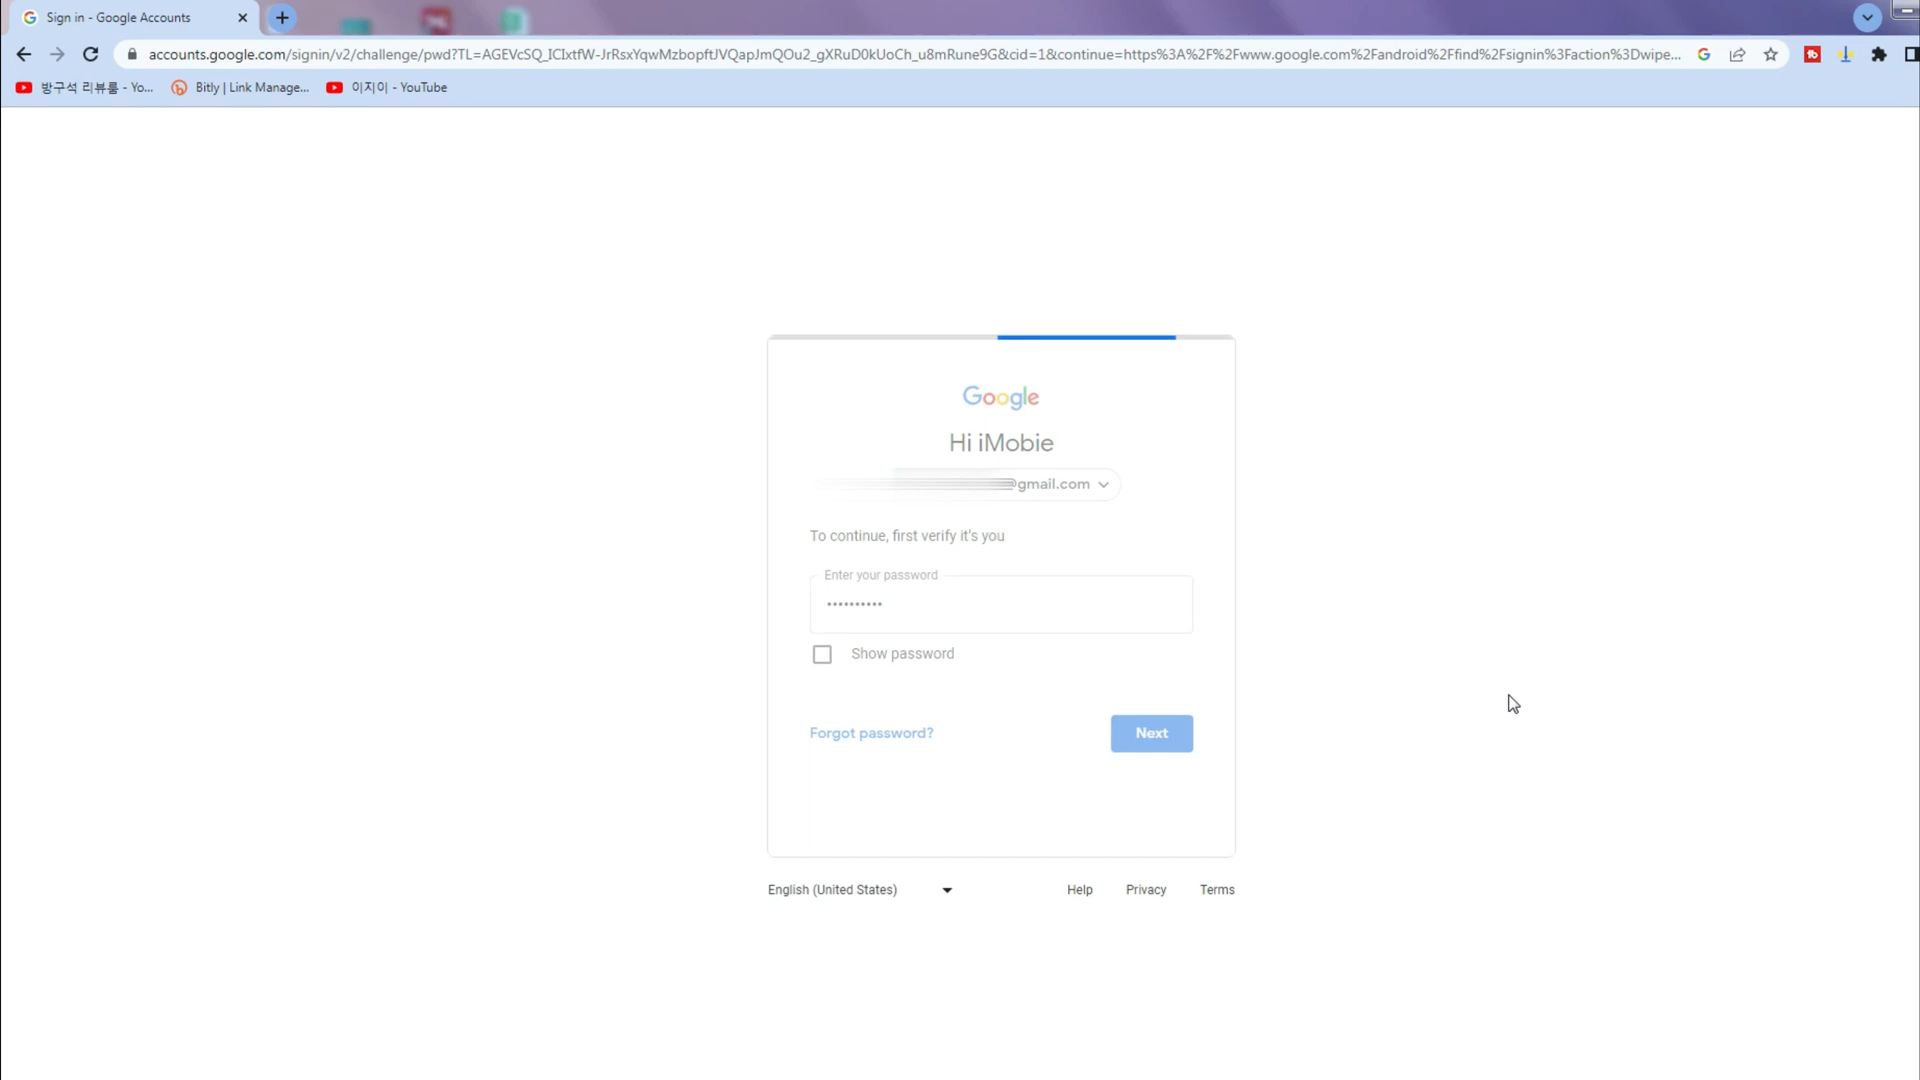 Sign in - Google Accounts
accounts.google.com/signin/v2/challenge/pwd?TL=AGEVcSQ_ICIxtfW-JrRsxYqwMzbopftJVQapJmQOu2_gXRuD0kUoCh_u8mRune9G&cid=1&continue=https%3A%2F%2Fwww.google.com%2Fandroid%2Ffind%2Fsignin%3Faction%3Dwipe...
방구석 리뷰룸 - Yo... Bitly | Link Manage... 이지이 - YouTube
Google
Hi iMobie
@gmail.com
To continue, first verify it's you
Enter your password
••••••••••
Show password
Forgot password? Next
English (United States) Help Privacy Terms